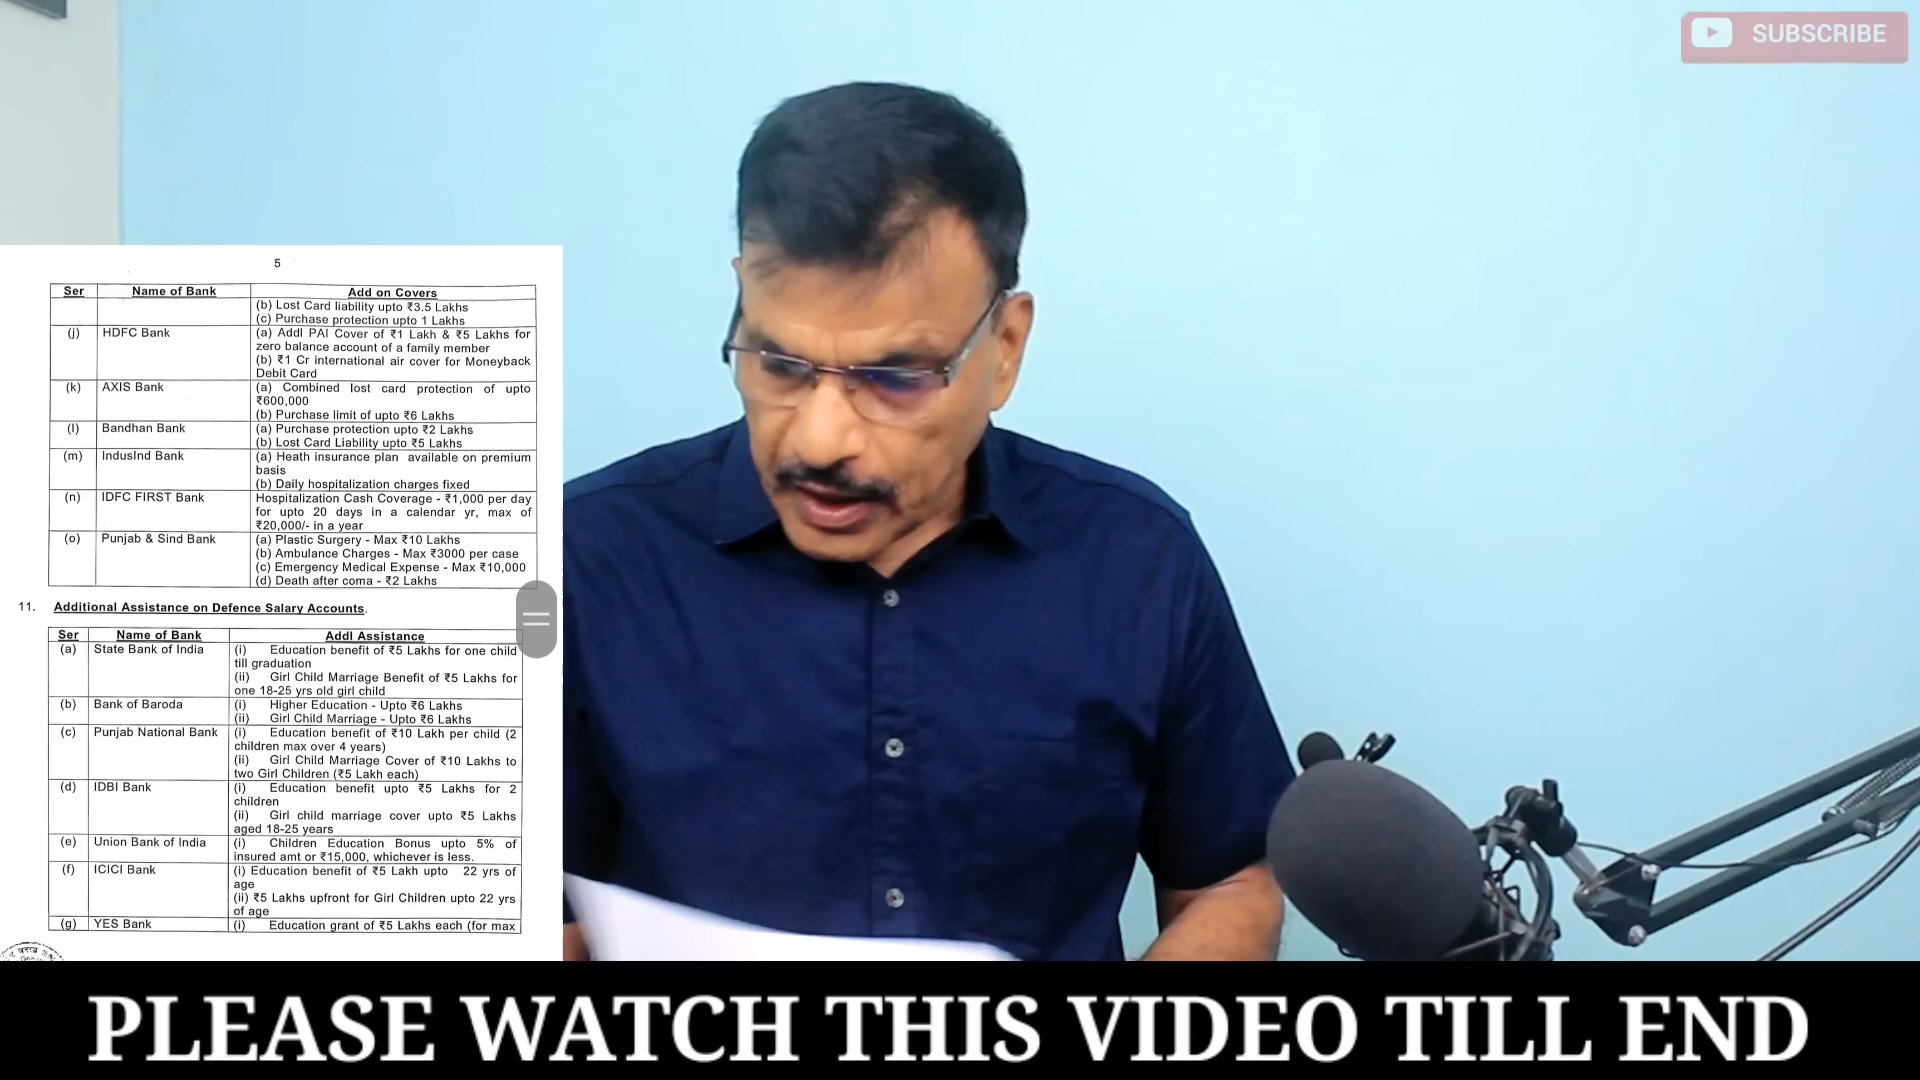 SUBSCRIBE
5
Ser Name of Bank Add on Covers
(b) Lost Card liability upto ₹3.5 Lakhs
(c) Purchase protection upto 1 Lakhs
(j) HDFC Bank (a) Addl PAI Cover of ₹1 Lakh & ₹5 Lakhs for
zero balance account of a family member
(b) ₹1 Cr international air cover for Moneyback
Debit Card
(k) AXIS Bank (a) Combined lost card protection of upto
₹600,000
(b) Purchase limit of upto ₹6 Lakhs
(l) Bandhan Bank (a) Purchase protection upto ₹2 Lakhs
(b) Lost Card Liability upto ₹5 Lakhs
(m) IndusInd Bank (a) Heath insurance plan available on premium
basis
(b) Daily hospitalization charges fixed
(n) IDFC FIRST Bank Hospitalization Cash Coverage - ₹1,000 per day
for upto 20 days in a calendar yr, max of
₹20,000/- in a year
(o) Punjab & Sind Bank (a) Plastic Surgery - Max ₹10 Lakhs
(b) Ambulance Charges - Max ₹3000 per case
(c) Emergency Medical Expense - Max ₹10,000
(d) Death after coma - ₹2 Lakhs
11. Additional Assistance on Defence Salary Accounts.
Ser Name of Bank Addl Assistance
(a) State Bank of India (i) Education benefit of ₹5 Lakhs for one child
till graduation
(ii) Girl Child Marriage Benefit of ₹5 Lakhs for
one 18-25 yrs old girl child
(b) Bank of Baroda (i) Higher Education - Upto ₹6 Lakhs
(ii) Girl Child Marriage - Upto ₹6 Lakhs
(c) Punjab National Bank (i) Education benefit of ₹10 Lakh per child (2
children max over 4 years)
(ii) Girl Child Marriage Cover of ₹10 Lakhs to
two Girl Children (₹5 Lakh each)
(d) IDBI Bank (i) Education benefit upto ₹5 Lakhs for 2
children
(ii) Girl child marriage cover upto ₹5 Lakhs
aged 18-25 years
(e) Union Bank of India (i) Children Education Bonus upto 5% of
insured amt or ₹15,000, whichever is less.
(f) ICICI Bank (i) Education benefit of ₹5 Lakh upto 22 yrs of
age
(ii) ₹5 Lakhs upfront for Girl Children upto 22 yrs
of age
(g) YES Bank (i) Education grant of ₹5 Lakhs each (for max
PLEASE WATCH THIS VIDEO TILL END